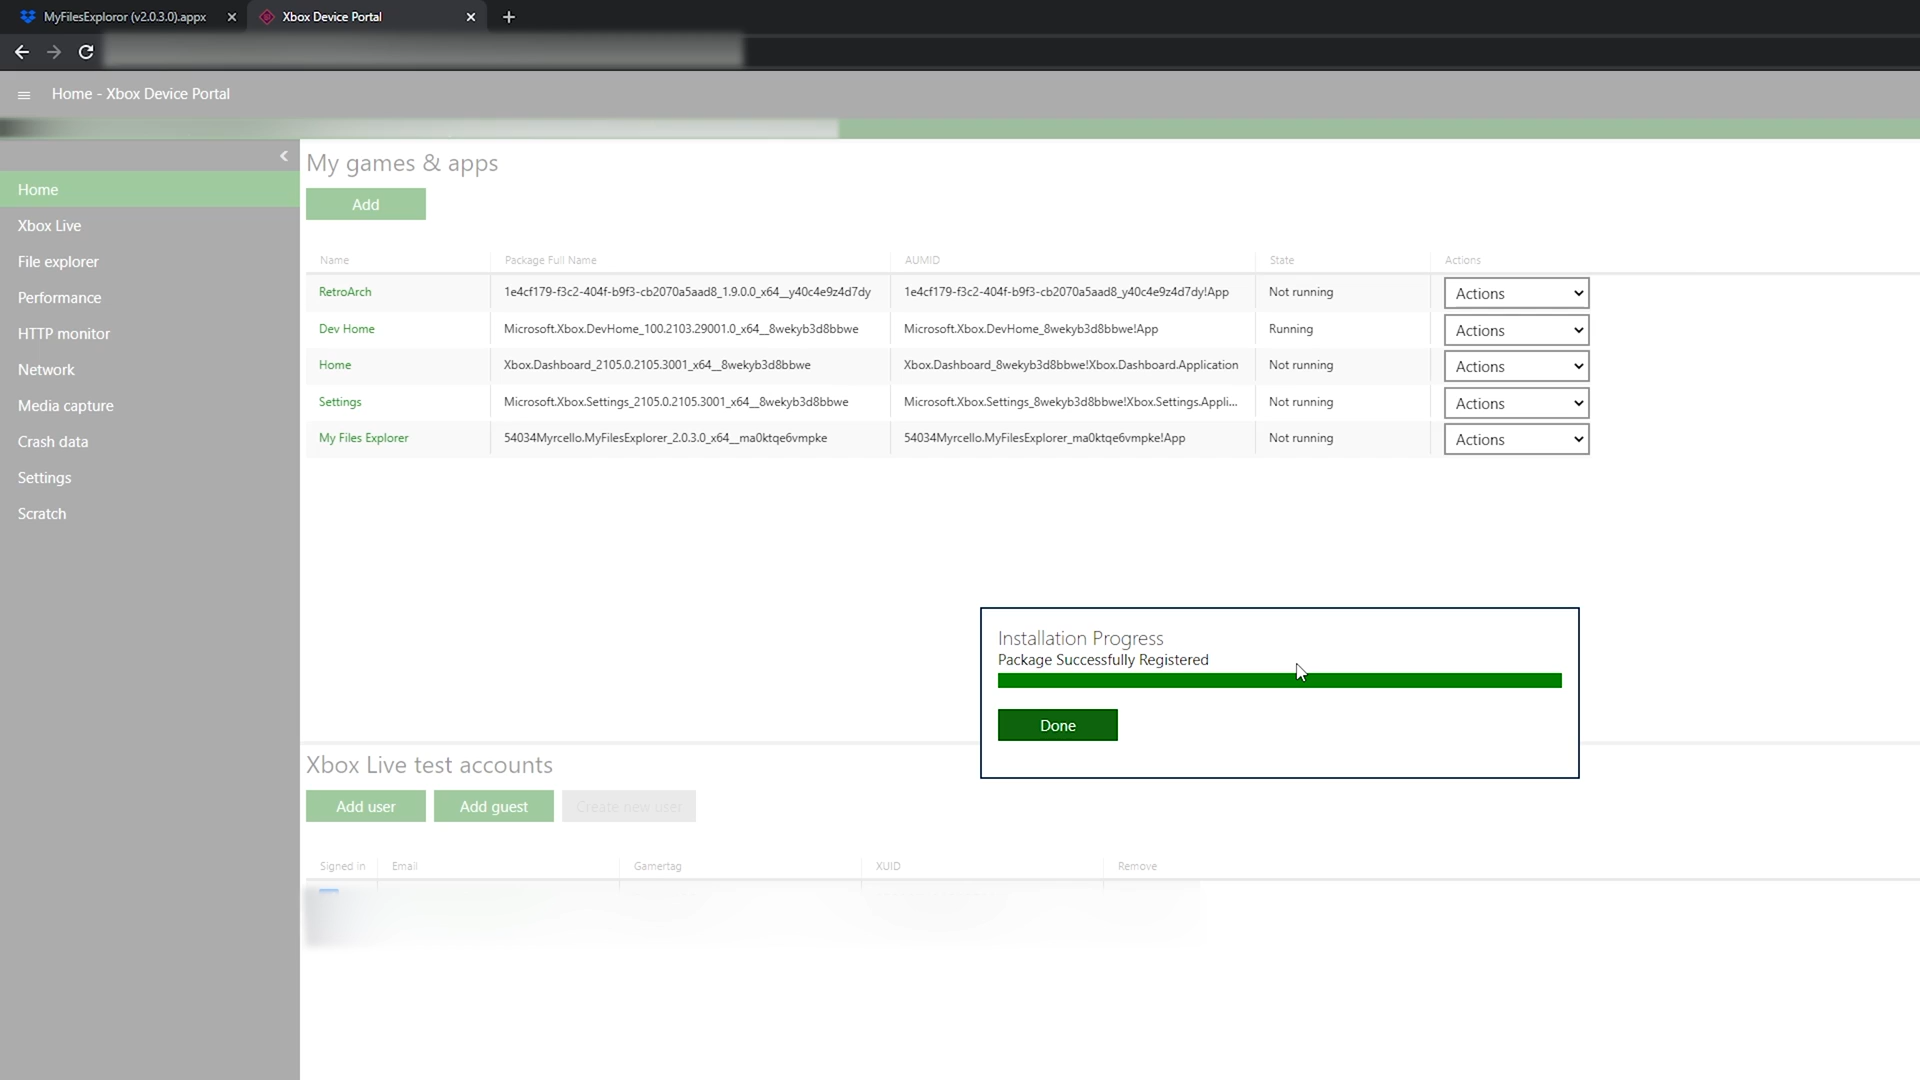 MyFilesExploror (v2.0.3.0).appx
Xbox Device Portal
Home - Xbox Device Portal
Home
Xbox Live
File explorer
Performance
HTTP monitor
Network
Media capture
Crash data
Settings
Scratch
My games & apps
Add
Name Package Full Name AUMID State Actions
RetroArch 1e4cf179-f3c2-404f-b9f3-cb2070a5aad8_1.9.0.0_x64__y40c4e9z4d7dy 1e4cf179-f3c2-404f-b9f3-cb2070a5aad8_y40c4e9z4d7dy!App Not running Actions
Dev Home Microsoft.Xbox.DevHome_100.2103.29001.0_x64__8wekyb3d8bbwe Microsoft.Xbox.DevHome_8wekyb3d8bbwe!App Running Actions
Home Xbox.Dashboard_2105.0.2105.3001_x64__8wekyb3d8bbwe Xbox.Dashboard_8wekyb3d8bbwe!Xbox.Dashboard.Application Not running Actions
Settings Microsoft.Xbox.Settings_2105.0.2105.3001_x64__8wekyb3d8bbwe Microsoft.Xbox.Settings_8wekyb3d8bbwe!Xbox.Settings.Appli... Not running Actions
My Files Explorer 54034Myrcello.MyFilesExplorer_2.0.3.0_x64__ma0ktqe6vmpke 54034Myrcello.MyFilesExplorer_ma0ktqe6vmpke!App Not running Actions
Installation Progress
Package Successfully Registered
Done
Xbox Live test accounts
Add user Add guest Create new user
Signed in Email Gamertag XUID Remove